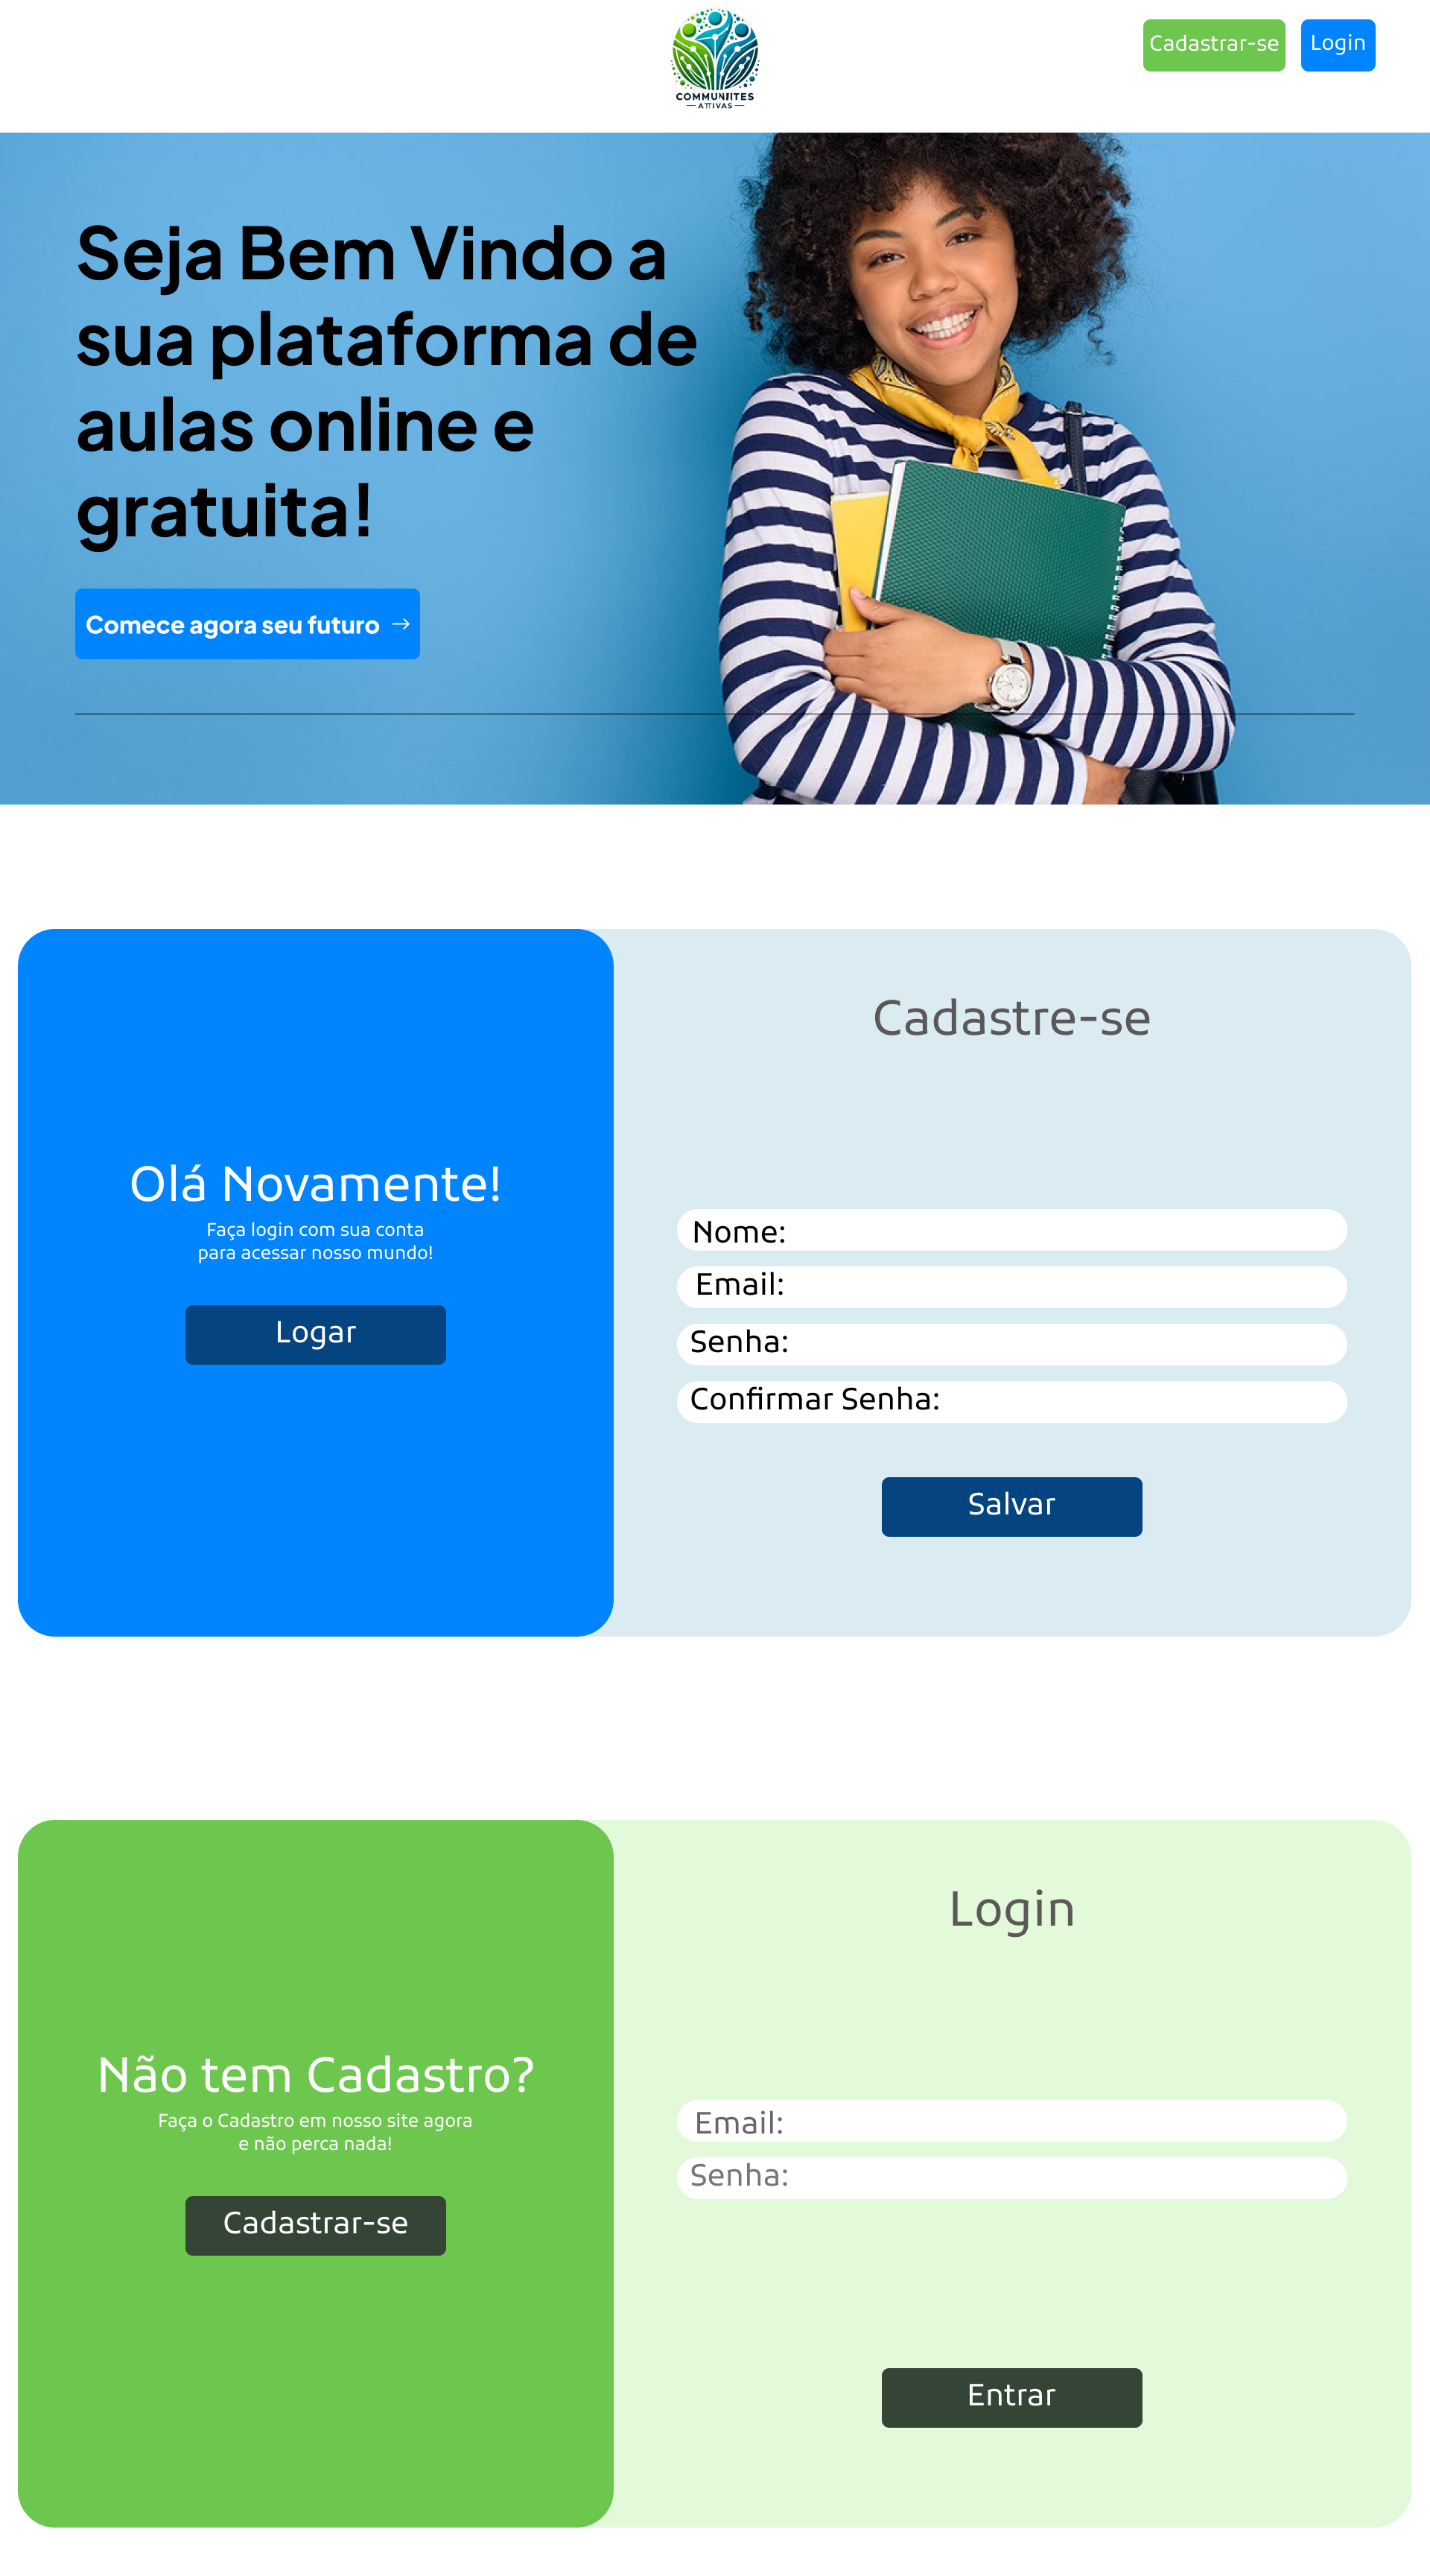 COMMUNIITES
ATIIVAS
Cadastrar-se
Login
Seja Bem Vindo a
sua plataforma de
aulas online e
gratuita!
Comece agora seu futuro →
Olá Novamente!
Faça login com sua conta
para acessar nosso mundo!
Logar
Cadastre-se
Nome:
Email:
Senha:
Confirmar Senha:
Salvar
Não tem Cadastro?
Faça o Cadastro em nosso site agora
e não perca nada!
Cadastrar-se
Login
Email:
Senha:
Entrar